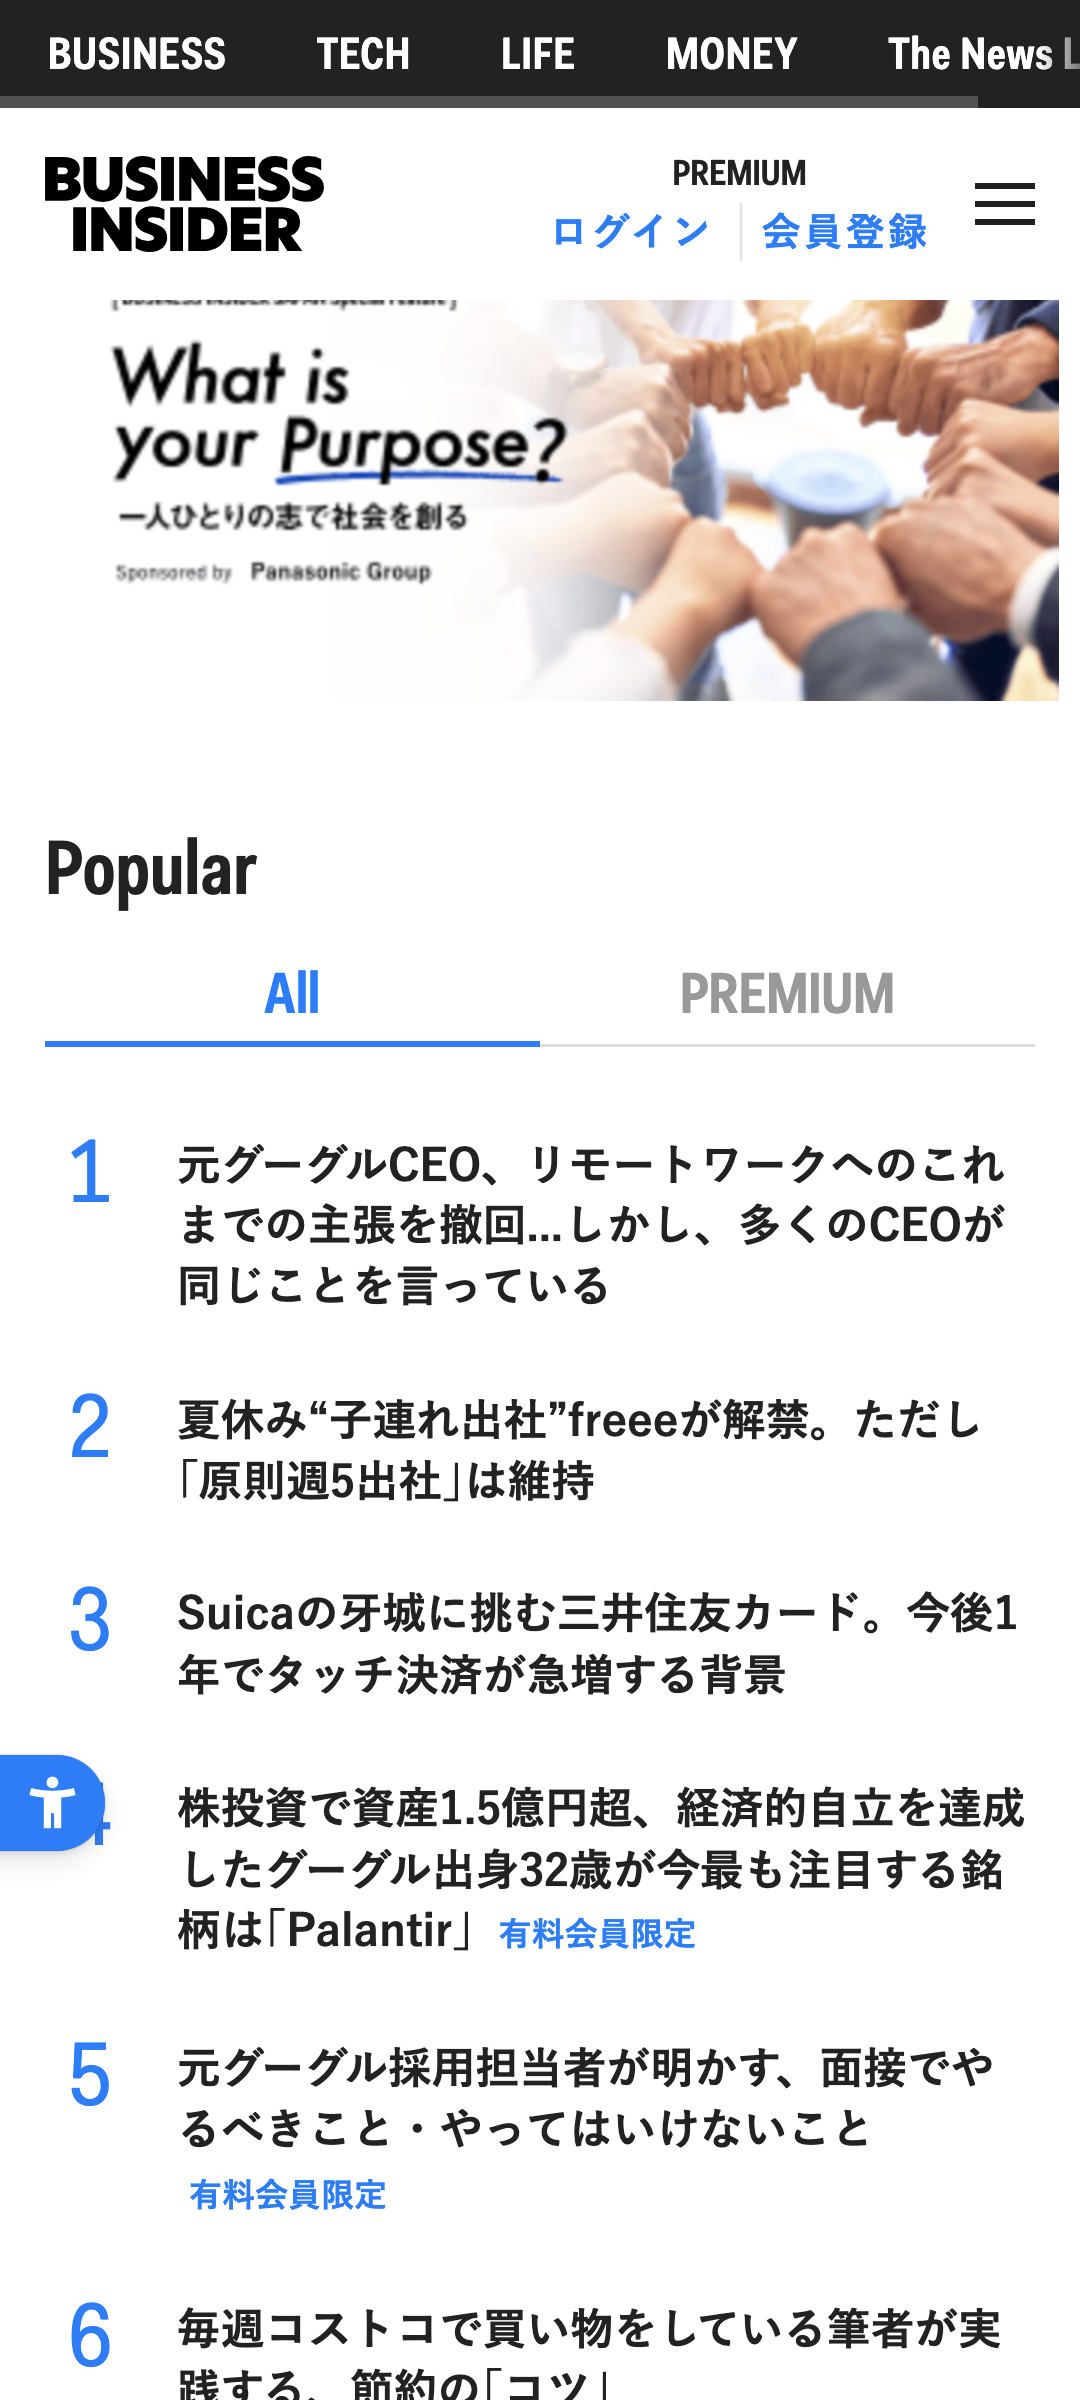 BUSINESS TECH LIFE MONEY The News L
BUSINESS
INSIDER
PREMIUM
ログイン 会員登録
[ BUSINESS INSIDER JAPAN Special Feature ]
What is
your Purpose?
一人ひとりの志で社会を創る
Sponsored by Panasonic Group
Popular
All PREMIUM
1 元グーグルCEO、リモートワークへのこれ
までの主張を撤回...しかし、多くのCEOが
同じことを言っている
2 夏休み“子連れ出社”freeeが解禁。ただし
「原則週5出社」は維持
3 Suicaの牙城に挑む三井住友カード。今後1
年でタッチ決済が急増する背景
4 株投資で資産1.5億円超、経済的自立を達成
したグーグル出身32歳が今最も注目する銘
柄は「Palantir」 有料会員限定
5 元グーグル採用担当者が明かす、面接でや
るべきこと・やってはいけないこと
有料会員限定
6 毎週コストコで買い物をしている筆者が実
践する、節約の「コツ」